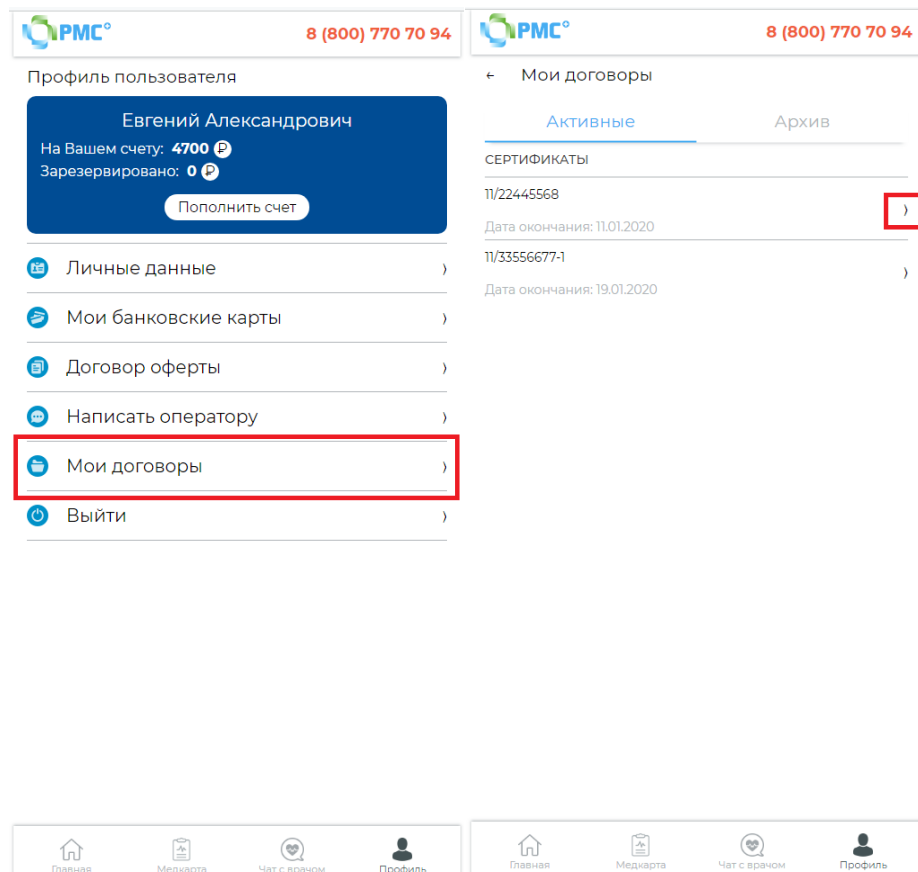 РМС°
8 (800) 770 70 94
Профиль пользователя
Евгений Александрович
На Вашем счету: 4700 ₽
Зарезервировано: 0 ₽
Пополнить счет
Личные данные
Мои банковские карты
Договор оферты
Написать оператору
Мои договоры
Выйти
Главная
Медкарта
Чат с врачом
Профиль
РМС°
8 (800) 770 70 94
← Мои договоры
Активные
Архив
СЕРТИФИКАТЫ
11/22445568
Дата окончания: 11.01.2020
11/33556677-1
Дата окончания: 19.01.2020
Главная
Медкарта
Чат с врачом
Профиль